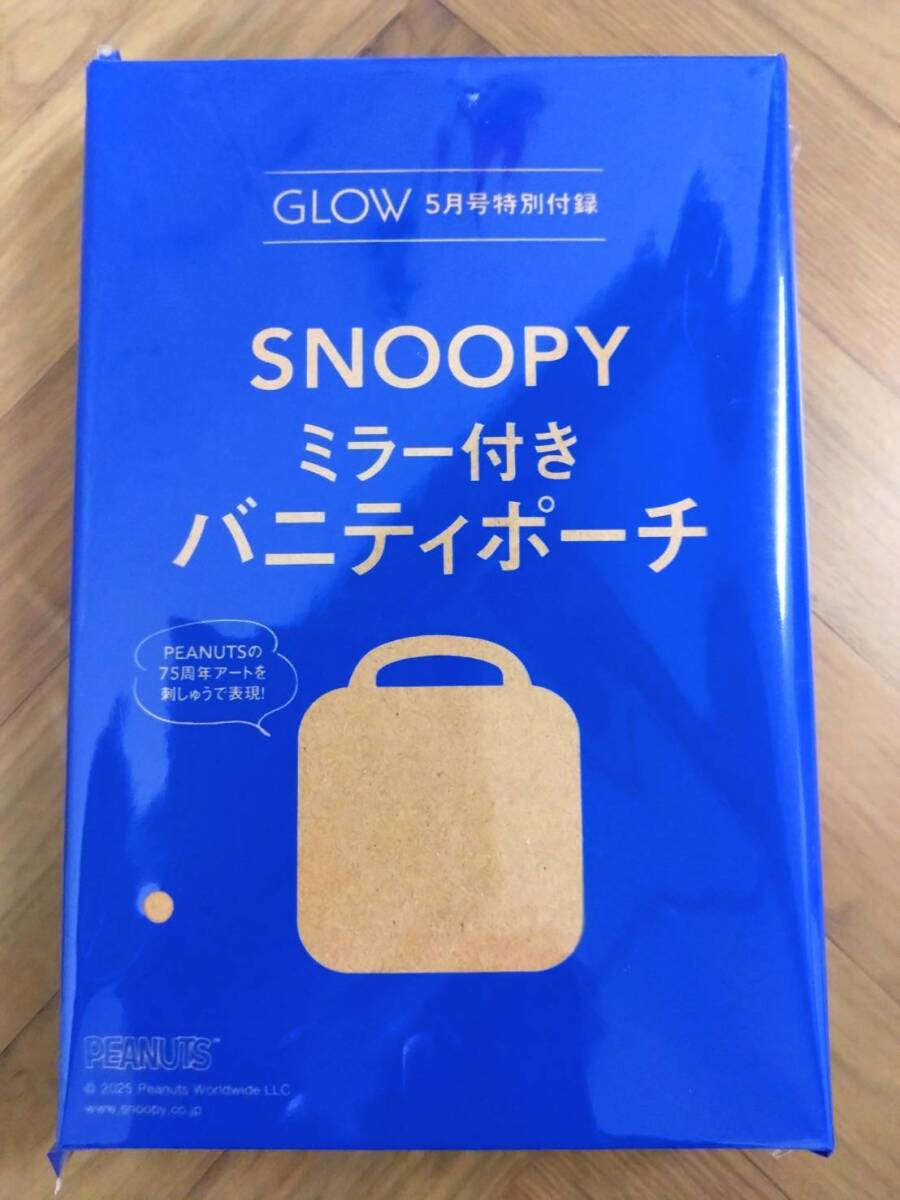 GLOW 5月号特別付録
SNOOPY
ミラー付き
バニティポーチ
PEANUTSの
75周年アートを
刺しゅうで表現!
PEANUTS™
© 2025 Peanuts Worldwide LLC
www.snoopy.co.jp